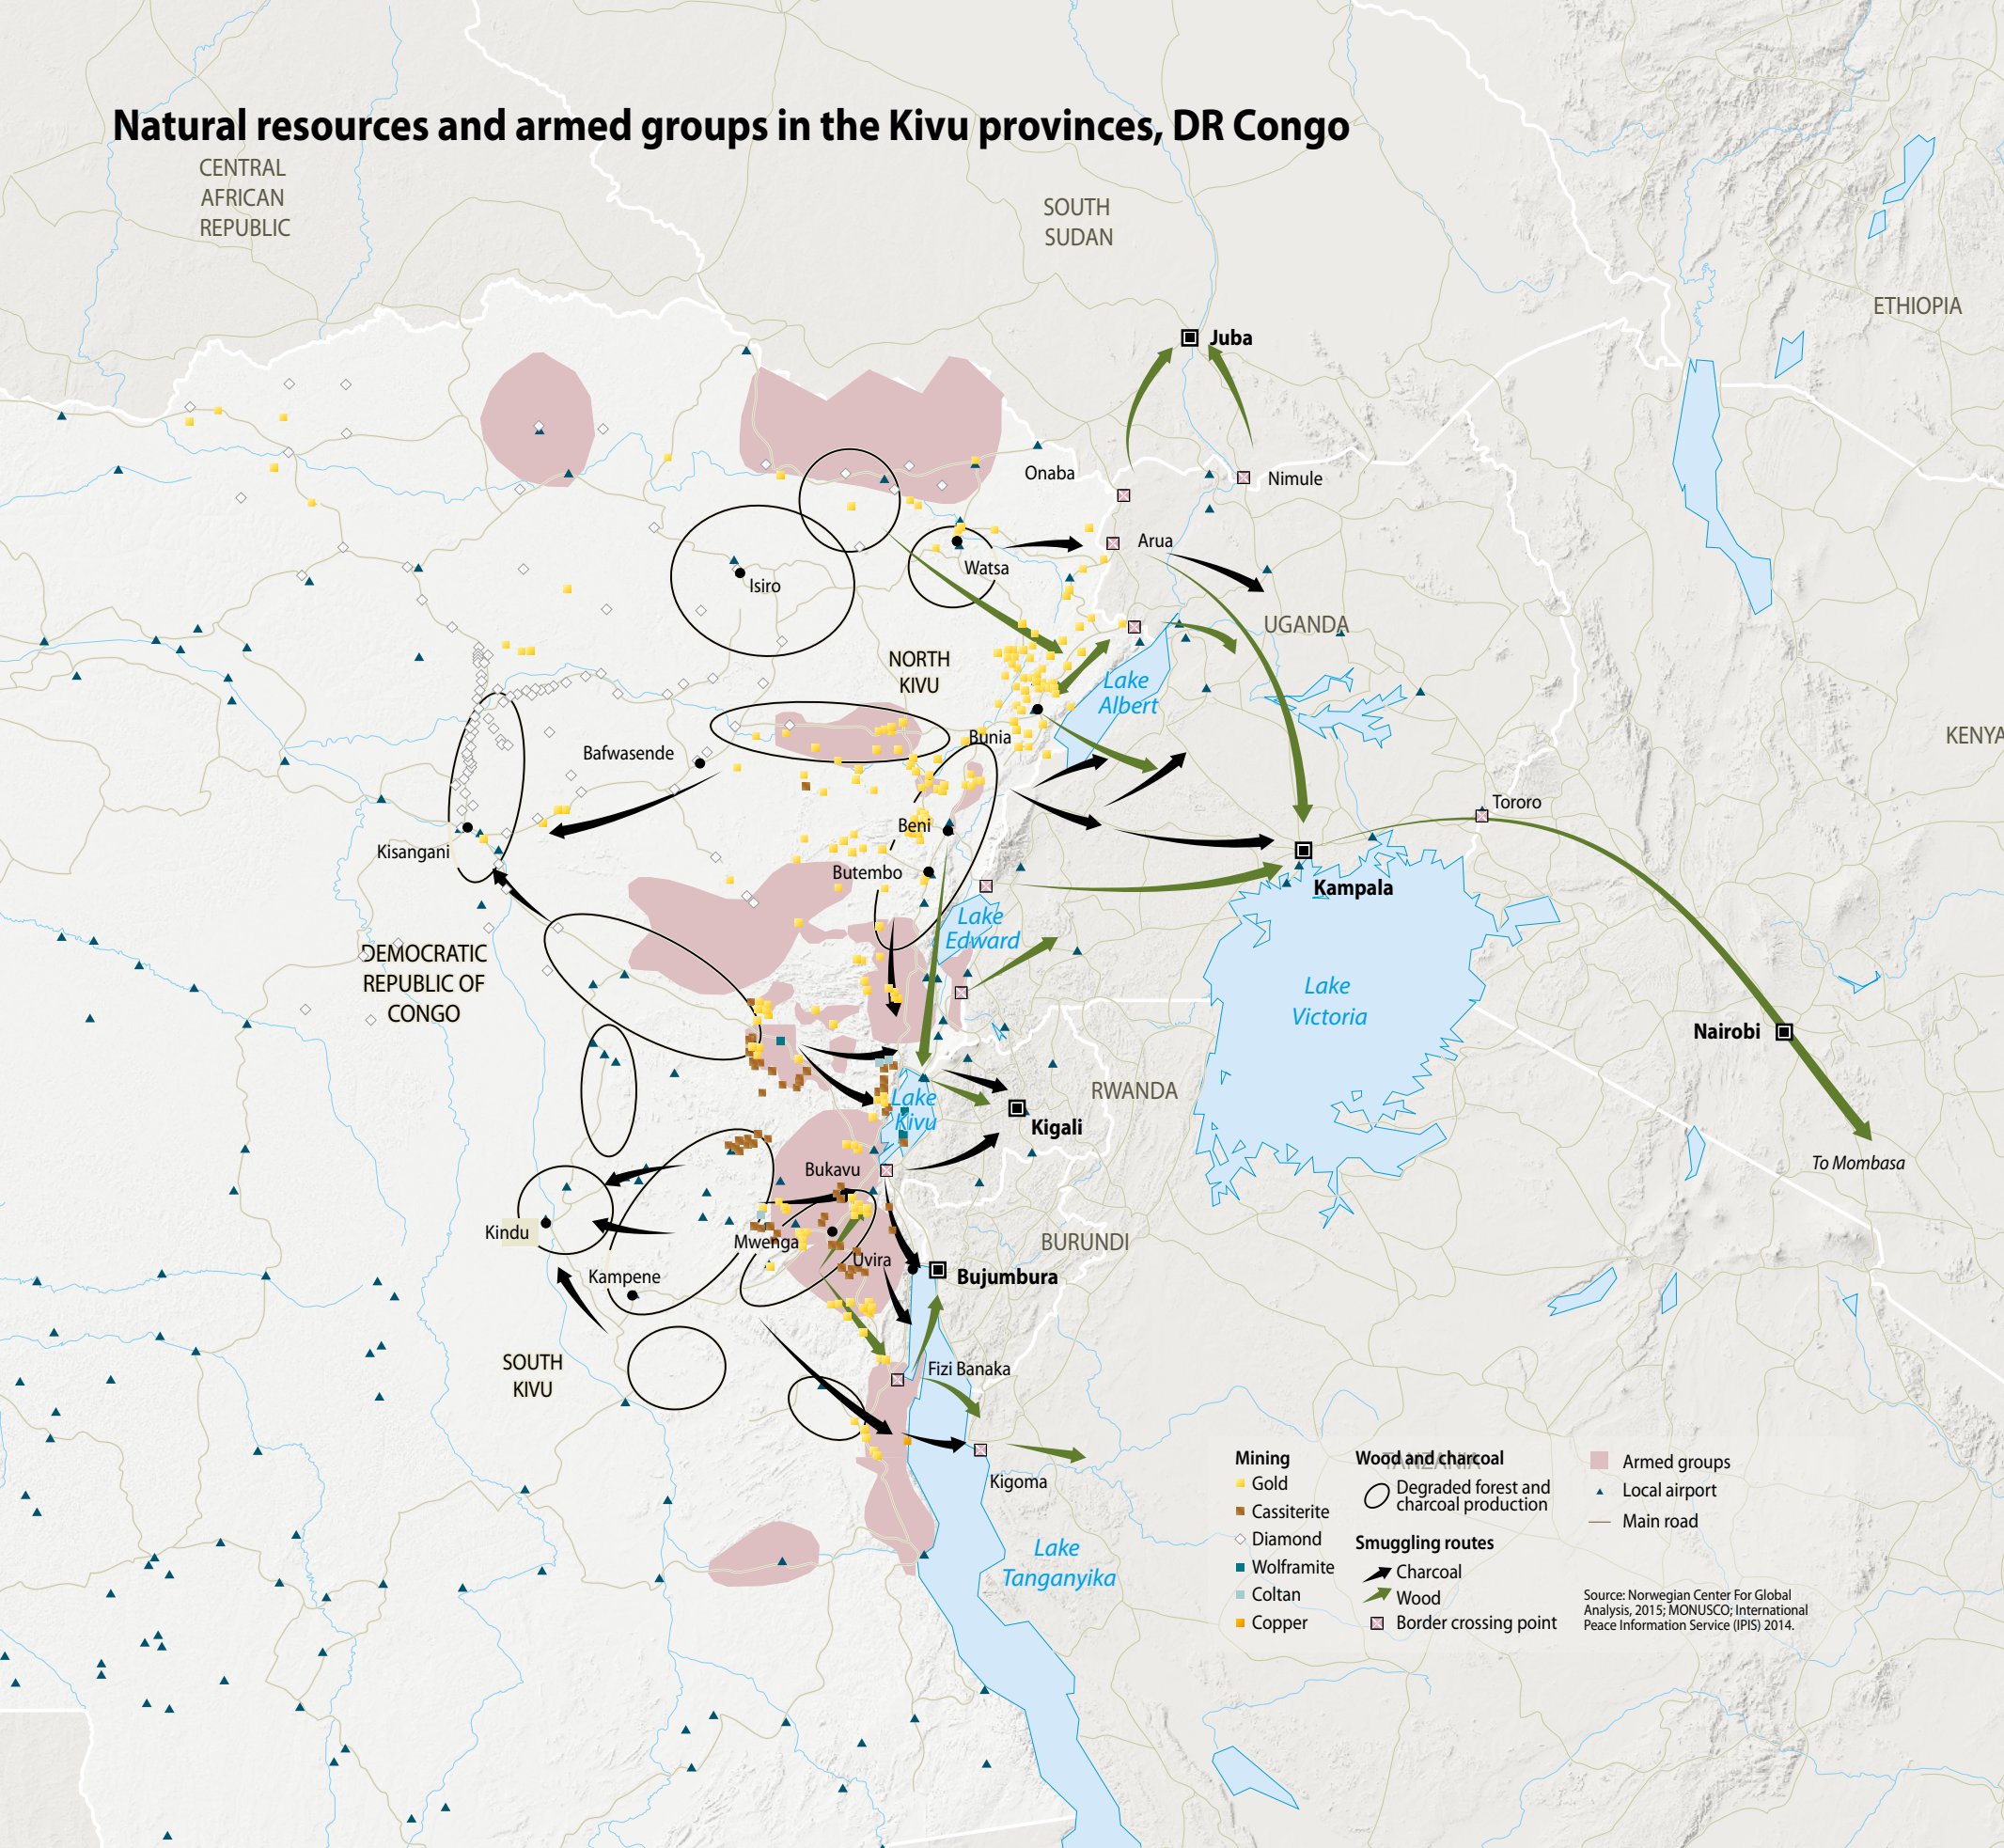 Natural resources and armed groups in the Kivu provinces, DR Congo
CENTRAL
AFRICAN
REPUBLIC
SOUTH
SUDAN
ETHIOPIA
Juba
Onaba
Nimule
Arua
Watsa
Isiro
UGANDA
NORTH
KIVU
Lake
Albert
Bunia
KENYA
Bafwasende
Tororo
Beni
Kisangani
Butembo
Kampala
Lake
Edward
DEMOCRATIC
REPUBLIC OF
CONGO
Lake
Victoria
Nairobi
RWANDA
Lake
Kivu
Kigali
To Mombasa
Bukavu
Kindu
Mwenga
BURUNDI
Uvira
Kampene
Bujumbura
SOUTH
KIVU
Fizi Banaka
Kigoma
TANZANIA
Lake
Tanganyika
Mining
Gold
Cassiterite
Diamond
Wolframite
Coltan
Copper
Wood and charcoal
Degraded forest and
charcoal production
Smuggling routes
Charcoal
Wood
Border crossing point
Armed groups
Local airport
Main road
Source: Norwegian Center For Global
Analysis, 2015; MONUSCO; International
Peace Information Service (IPIS) 2014.